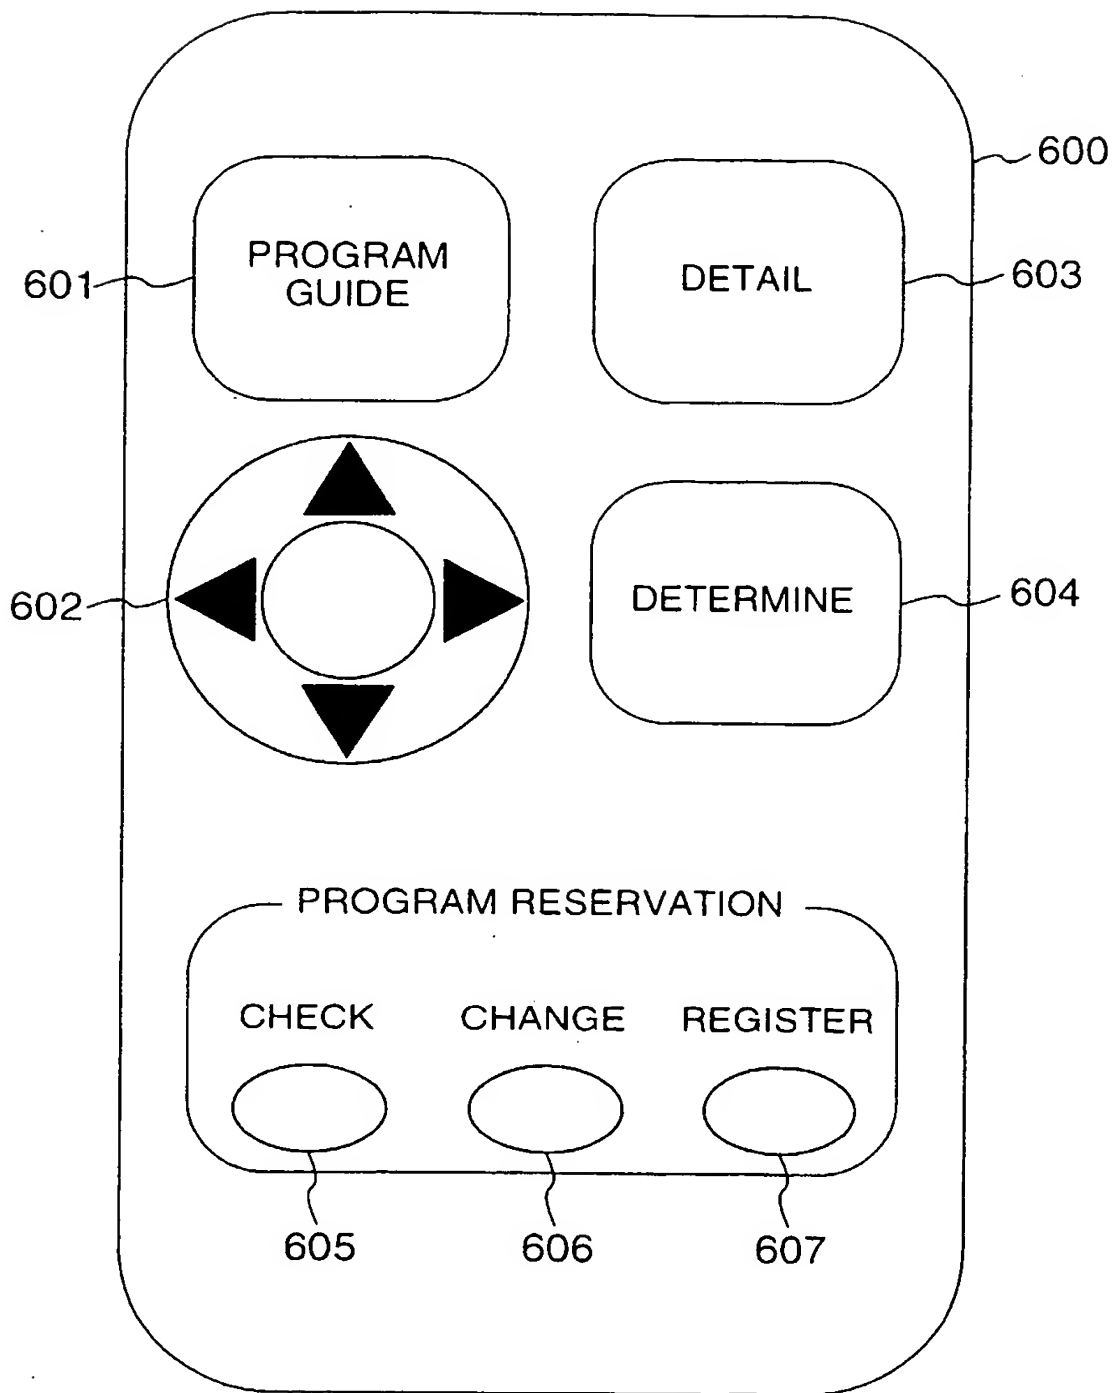 600
PROGRAM
GUIDE
601
DETAIL
603
602
DETERMINE
604
PROGRAM RESERVATION
CHECK
CHANGE
REGISTER
605
606
607